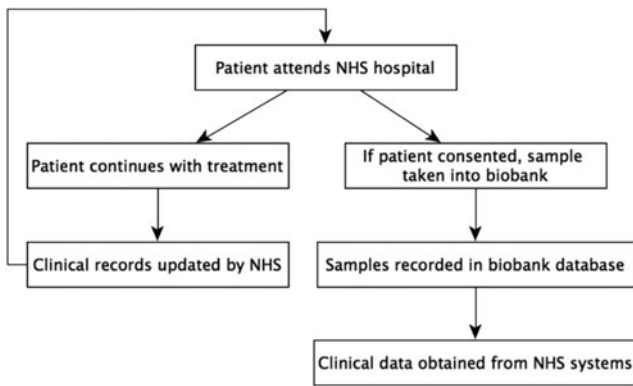 Patient attends NHS hospital
Patient continues with treatment
If patient consented, sample
taken into biobank
Clinical records updated by NHS
Samples recorded in biobank database
Clinical data obtained from NHS systems